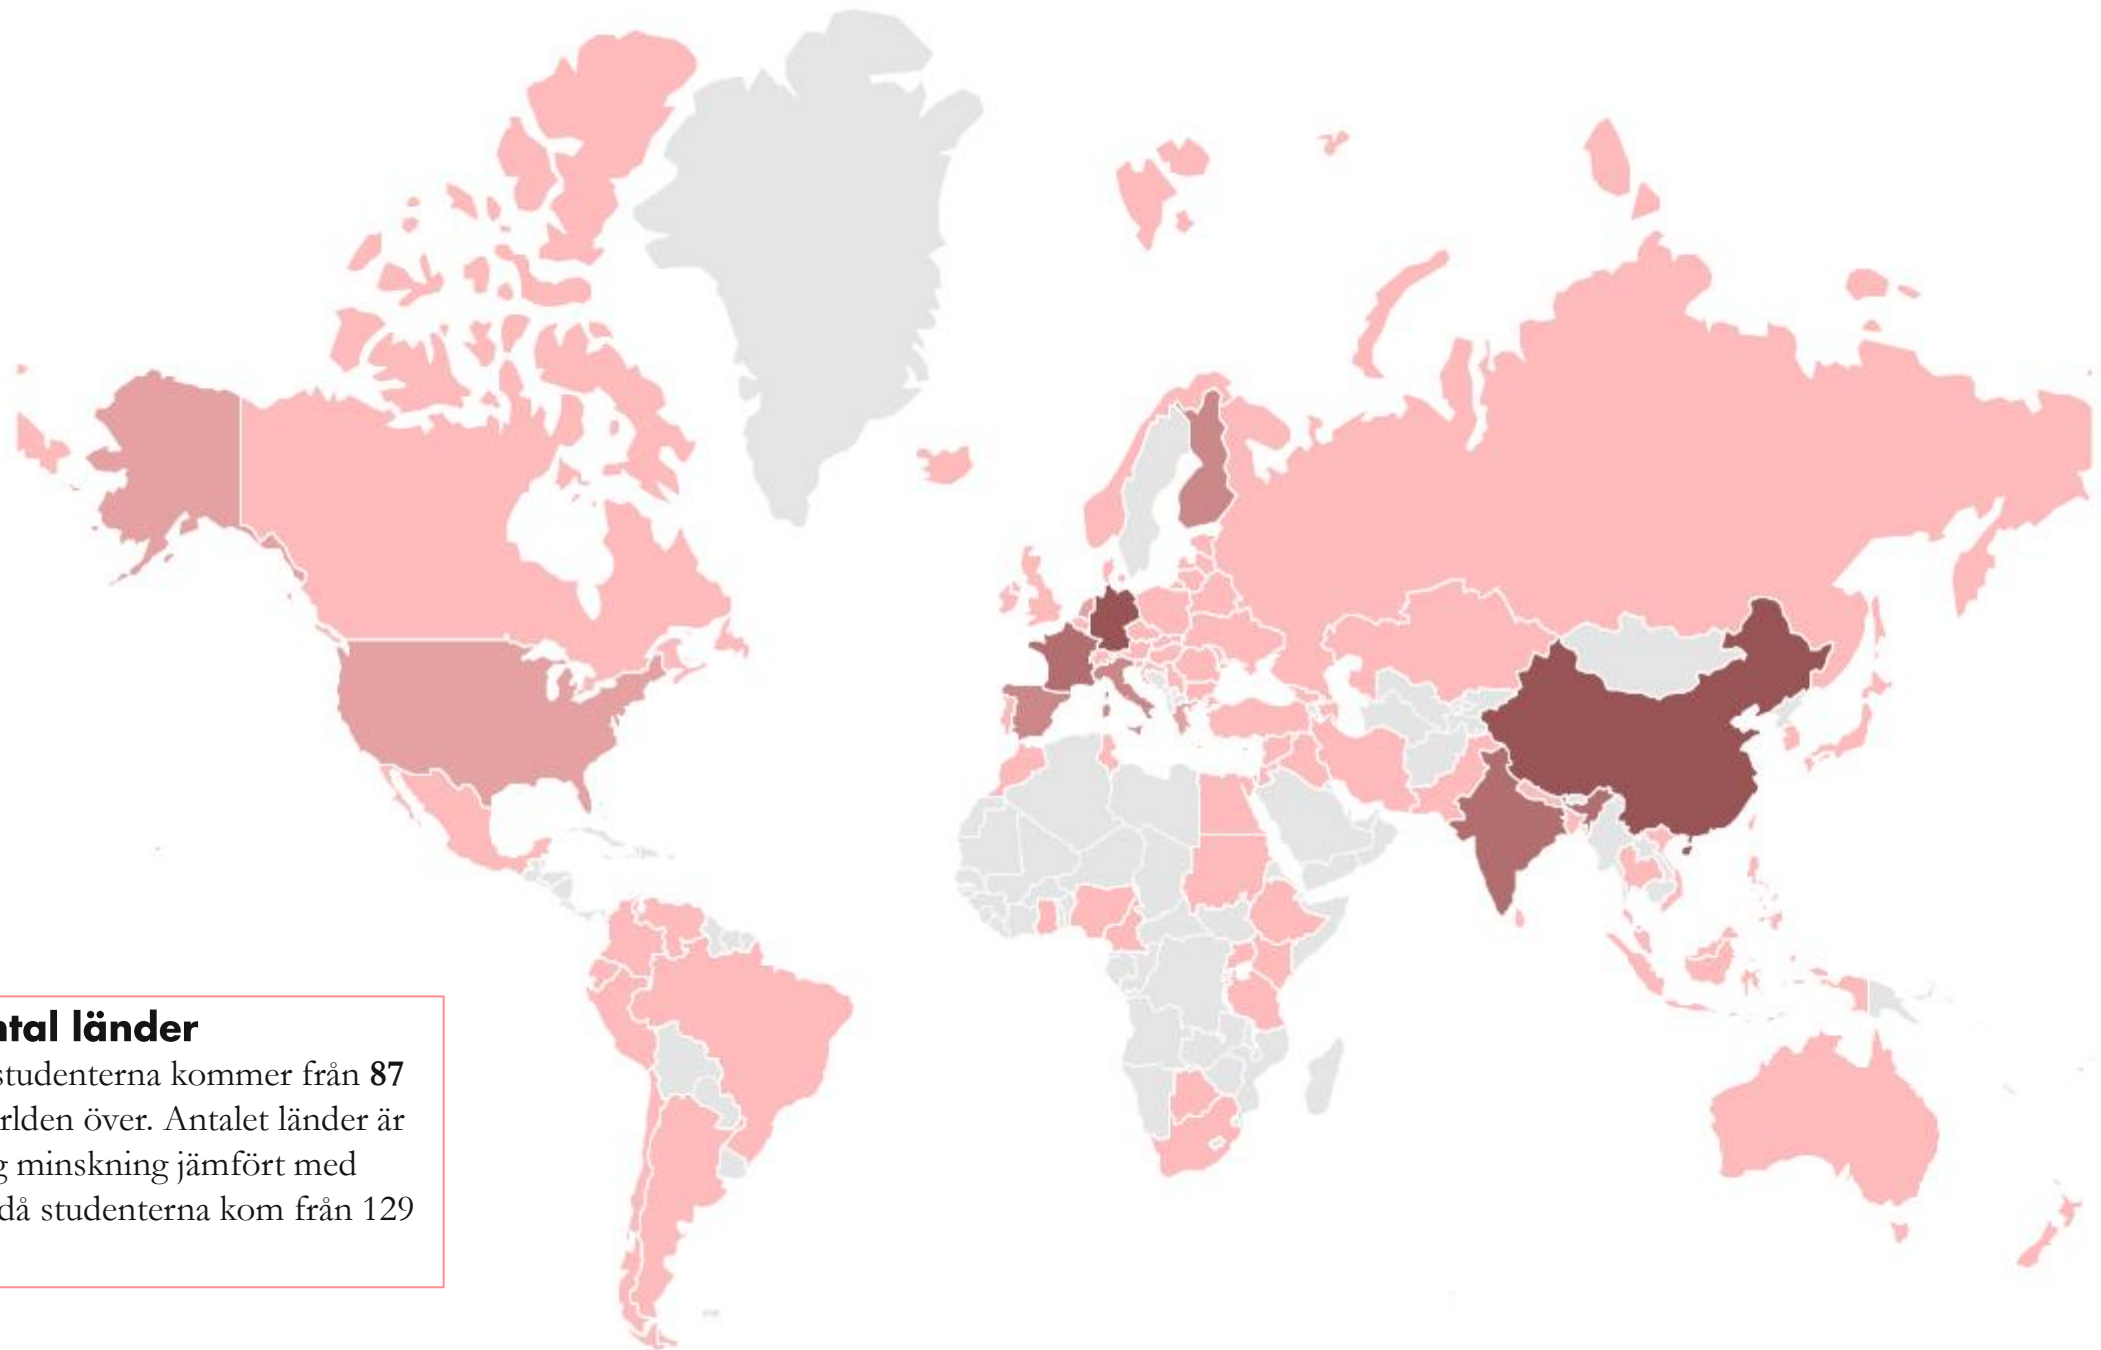 ntal länder
studenterna kommer från 87
rlden över. Antalet länder är
g minskning jämfört med
då studenterna kom från 129